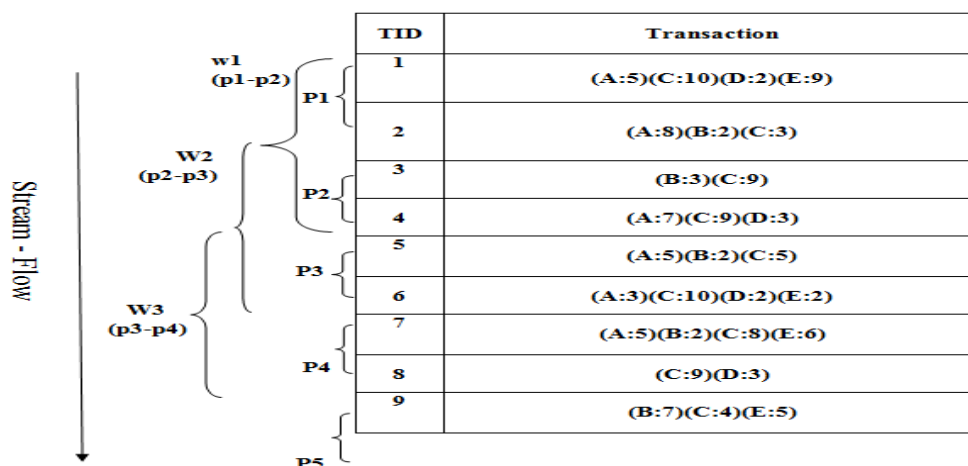 TID Transaction
w1
(p1-p2)
P1
1 (A:5)(C:10)(D:2)(E:9)
2 (A:8)(B:2)(C:3)
W2
(p2-p3)
P2
3 (B:3)(C:9)
4 (A:7)(C:9)(D:3)
P3
5 (A:5)(B:2)(C:5)
6 (A:3)(C:10)(D:2)(E:2)
W3
(p3-p4)
P4
7 (A:5)(B:2)(C:8)(E:6)
8 (C:9)(D:3)
9 (B:7)(C:4)(E:5)
P5
Stream - Flow